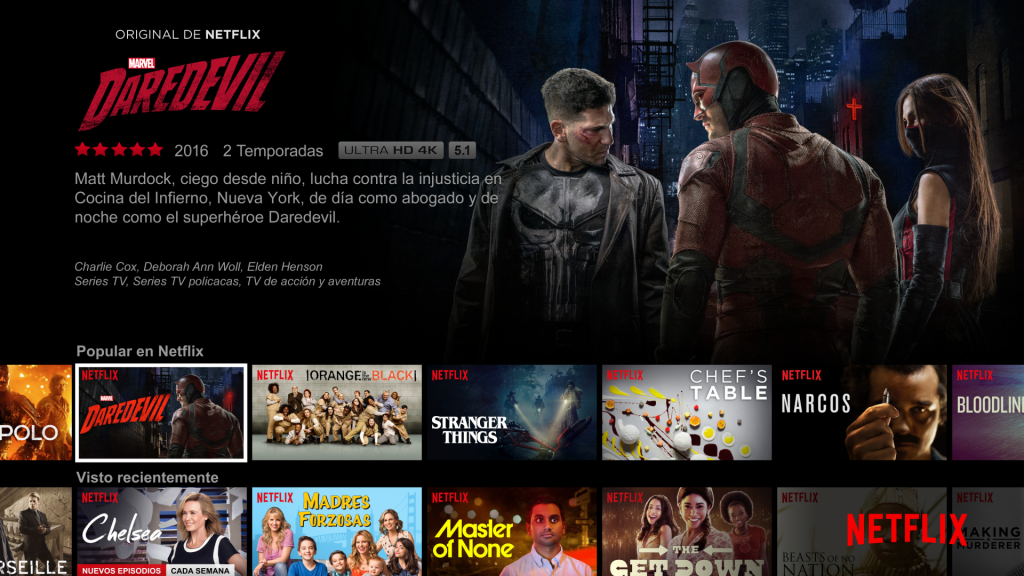 ORIGINAL DE NETFLIX
MARVEL
DAREDEVIL
2016 2 Temporadas ULTRA HD 4K 5.1
Matt Murdock, ciego desde niño, lucha contra la injusticia en
Cocina del Infierno, Nueva York, de día como abogado y de
noche como el superhéroe Daredevil.
Charlie Cox, Deborah Ann Woll, Elden Henson
Series TV, Series TV policacas, TV de acción y aventuras
Popular en Netflix
POLO
NETFLIX
MARVEL
DAREDEVIL
NETFLIX
ORANGE IS THE NEW BLACK
NETFLIX
STRANGER
THINGS
NETFLIX
CHEF'S
TABLE
NETFLIX
NARCOS
NETFLIX
BLOODLIN
Visto recientemente
RSEILLE
NETFLIX
Chelsea
NUEVOS EPISODIOS CADA SEMANA
NETFLIX
MADRES
FORZOSAS
NETFLIX
Master
of None
NETFLIX
THE
GET DOWN
NETFLIX
BEASTS OF NO
NATION
NETFLIX
MAKING
MURDERER
NETFLIX